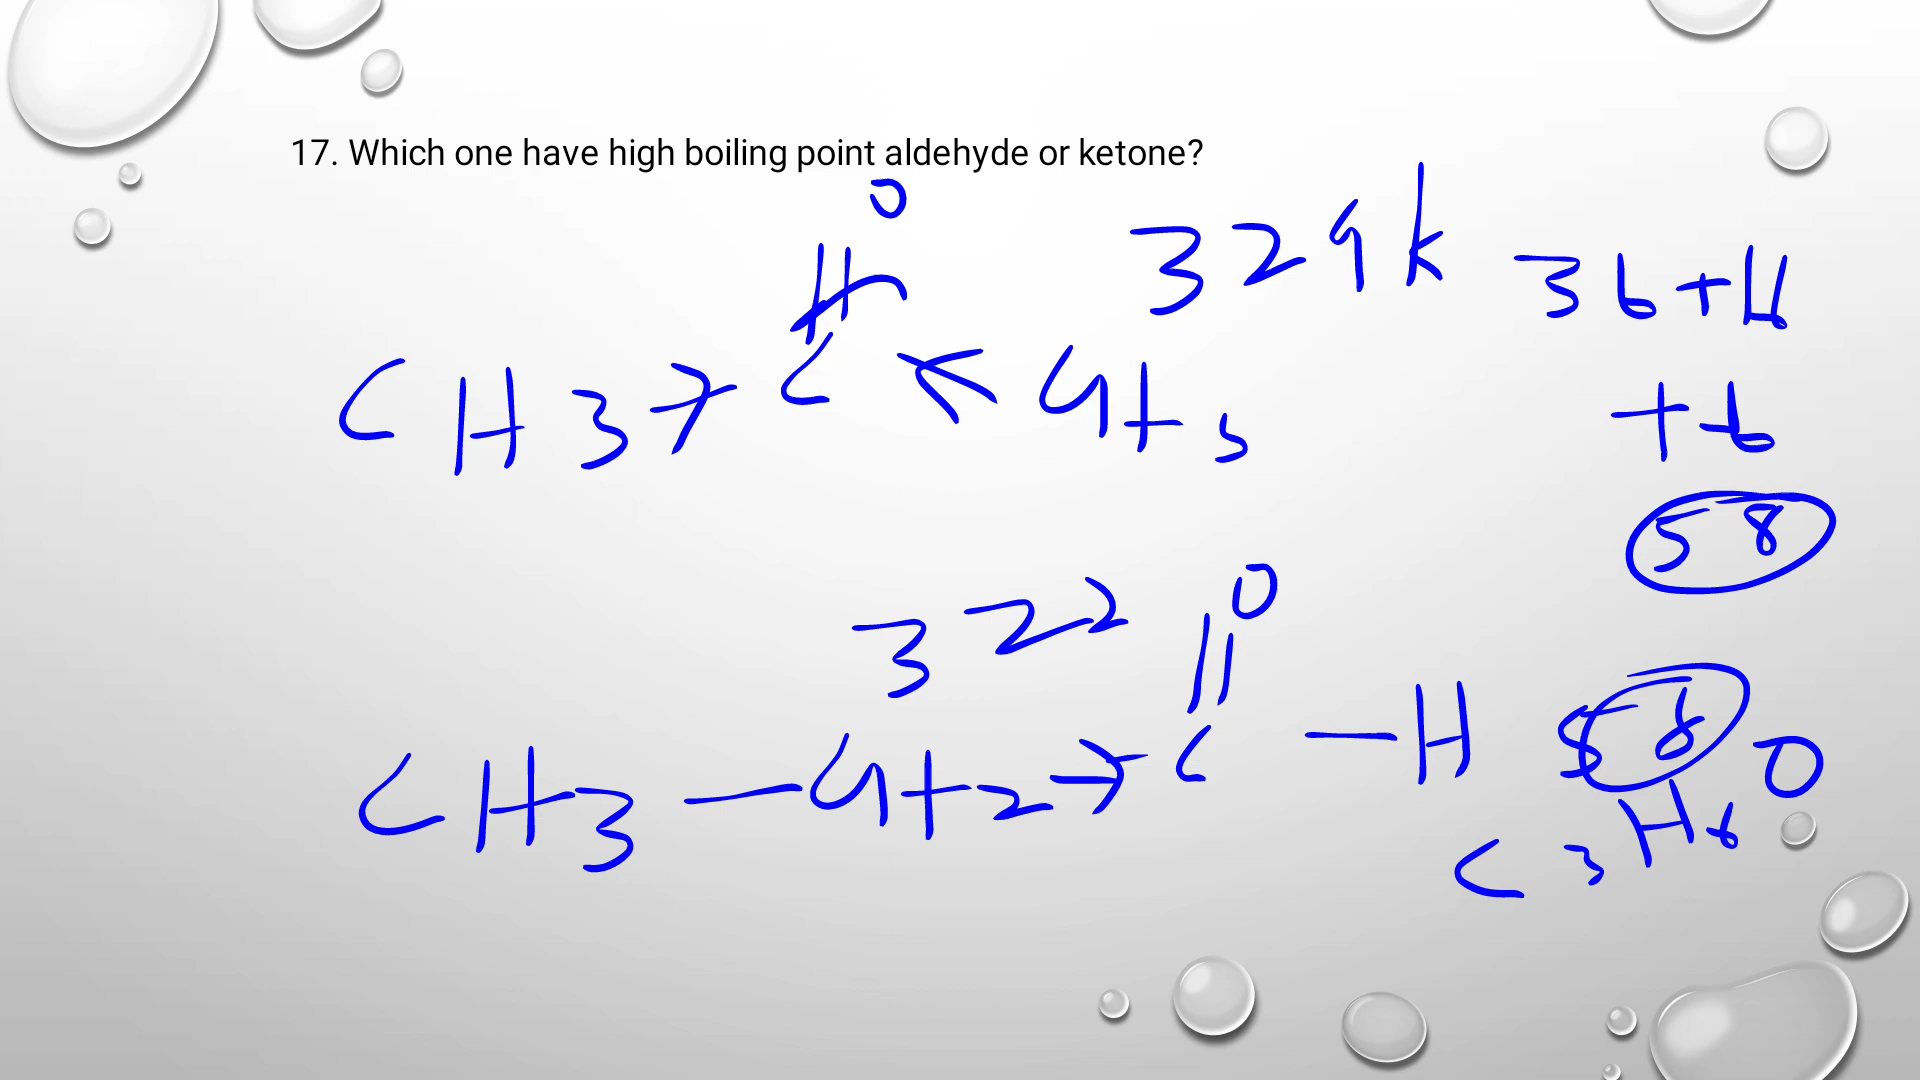 17. Which one have high boiling point aldehyde or ketone?
O
329k
36+16
CH3 C CH3
+6
58
322
O
58
CH3-CH2 C -H
C3H6O